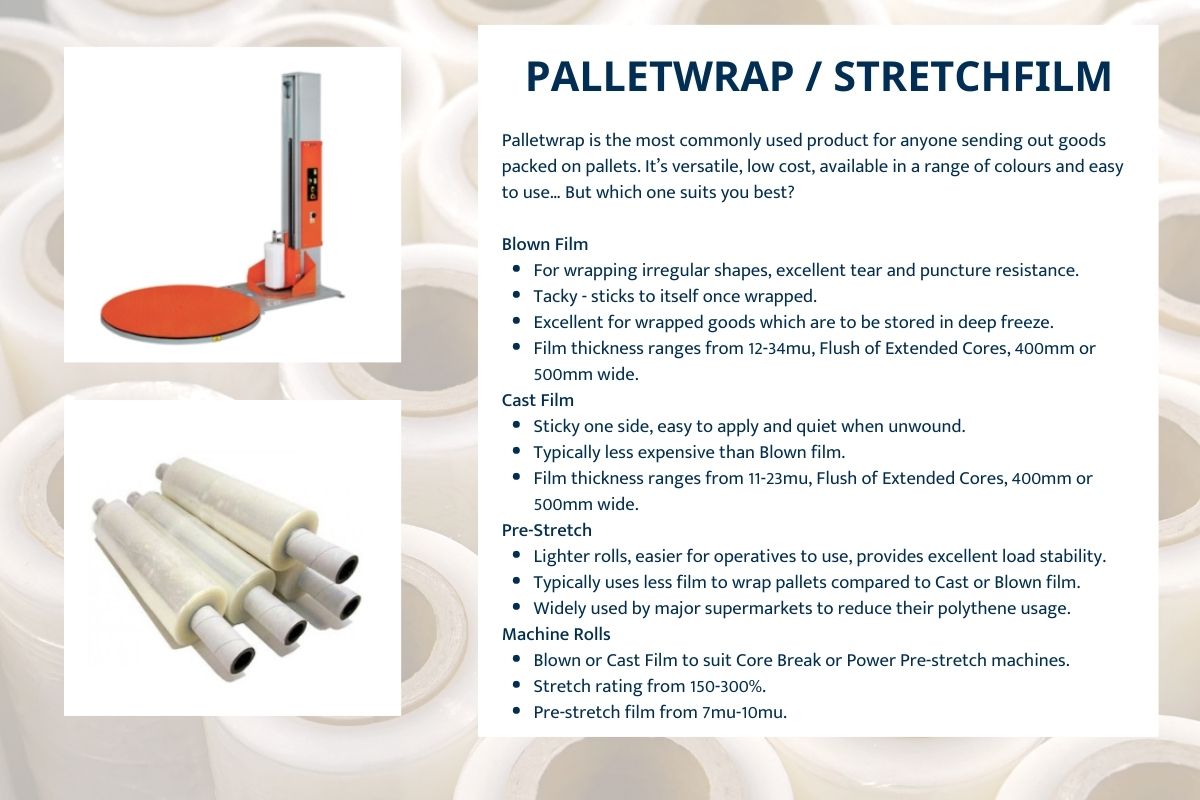 PALLETWRAP / STRETCHFILM
Palletwrap is the most commonly used product for anyone sending out goods
packed on pallets. It’s versatile, low cost, available in a range of colours and easy
to use... But which one suits you best?
Blown Film
• For wrapping irregular shapes, excellent tear and puncture resistance.
• Tacky - sticks to itself once wrapped.
• Excellent for wrapped goods which are to be stored in deep freeze.
• Film thickness ranges from 12-34mu, Flush of Extended Cores, 400mm or
500mm wide.
Cast Film
• Sticky one side, easy to apply and quiet when unwound.
• Typically less expensive than Blown film.
• Film thickness ranges from 11-23mu, Flush of Extended Cores, 400mm or
500mm wide.
Pre-Stretch
• Lighter rolls, easier for operatives to use, provides excellent load stability.
• Typically uses less film to wrap pallets compared to Cast or Blown film.
• Widely used by major supermarkets to reduce their polythene usage.
Machine Rolls
• Blown or Cast Film to suit Core Break or Power Pre-stretch machines.
• Stretch rating from 150-300%.
• Pre-stretch film from 7mu-10mu.